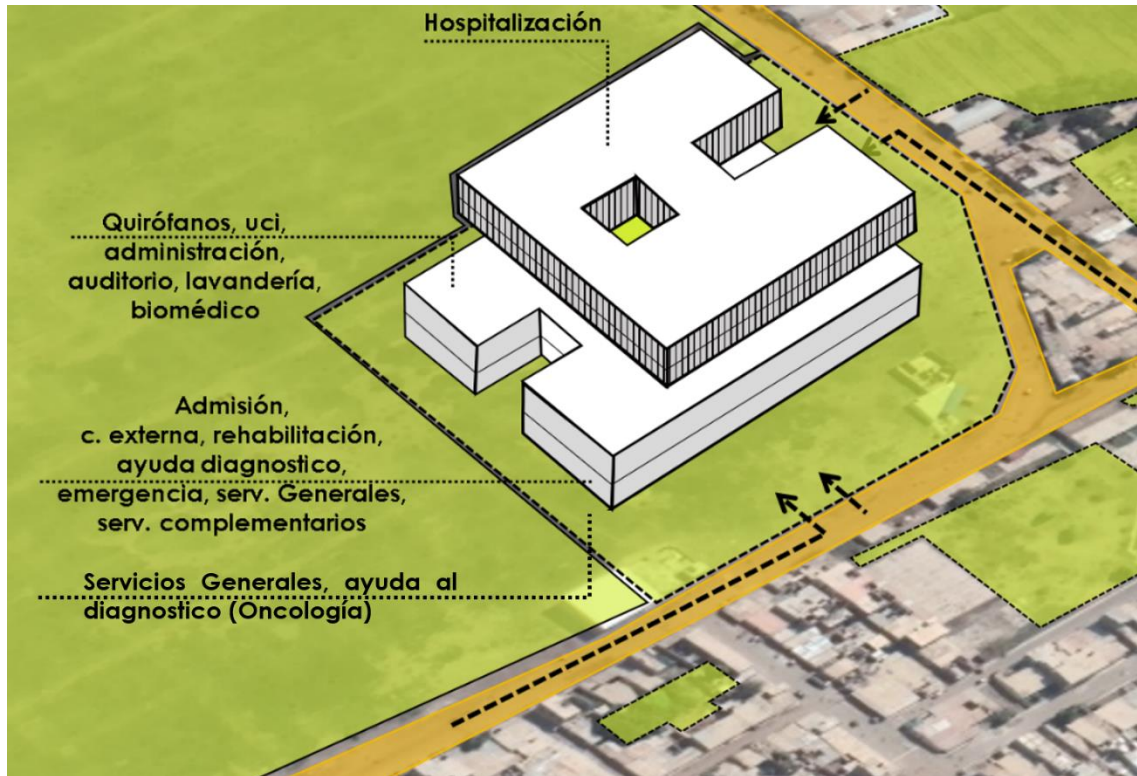 Hospitalización
Quirófanos, uci,
administración,
auditorio, lavandería,
biomédico
Admisión,
c. externa, rehabilitación,
ayuda diagnostico,
emergencia, serv. Generales,
serv. complementarios
Servicios Generales, ayuda al
diagnostico (Oncología)